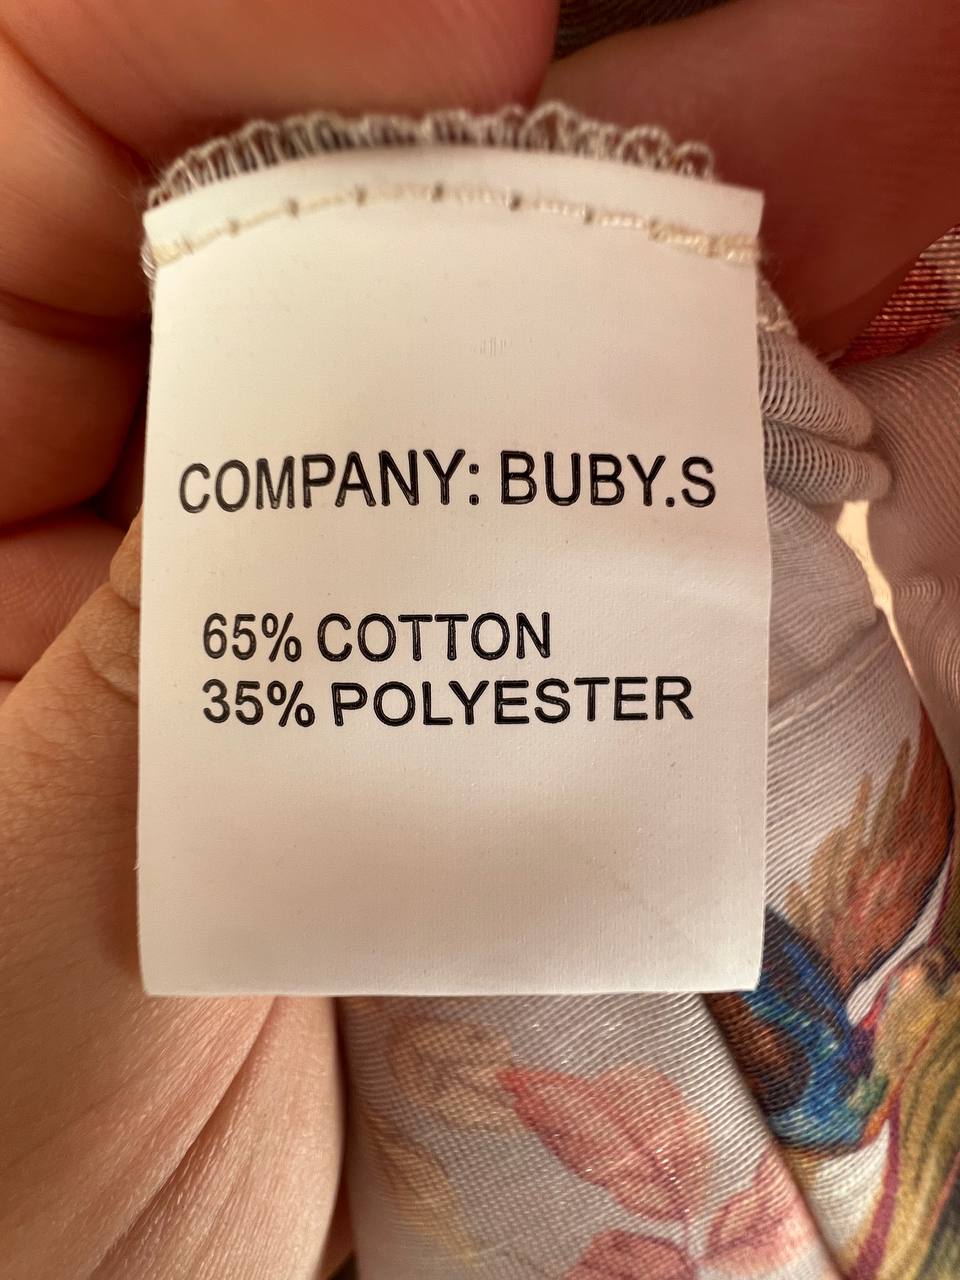 COMPANY: BUBY.S
65% COTTON
35% POLYESTER